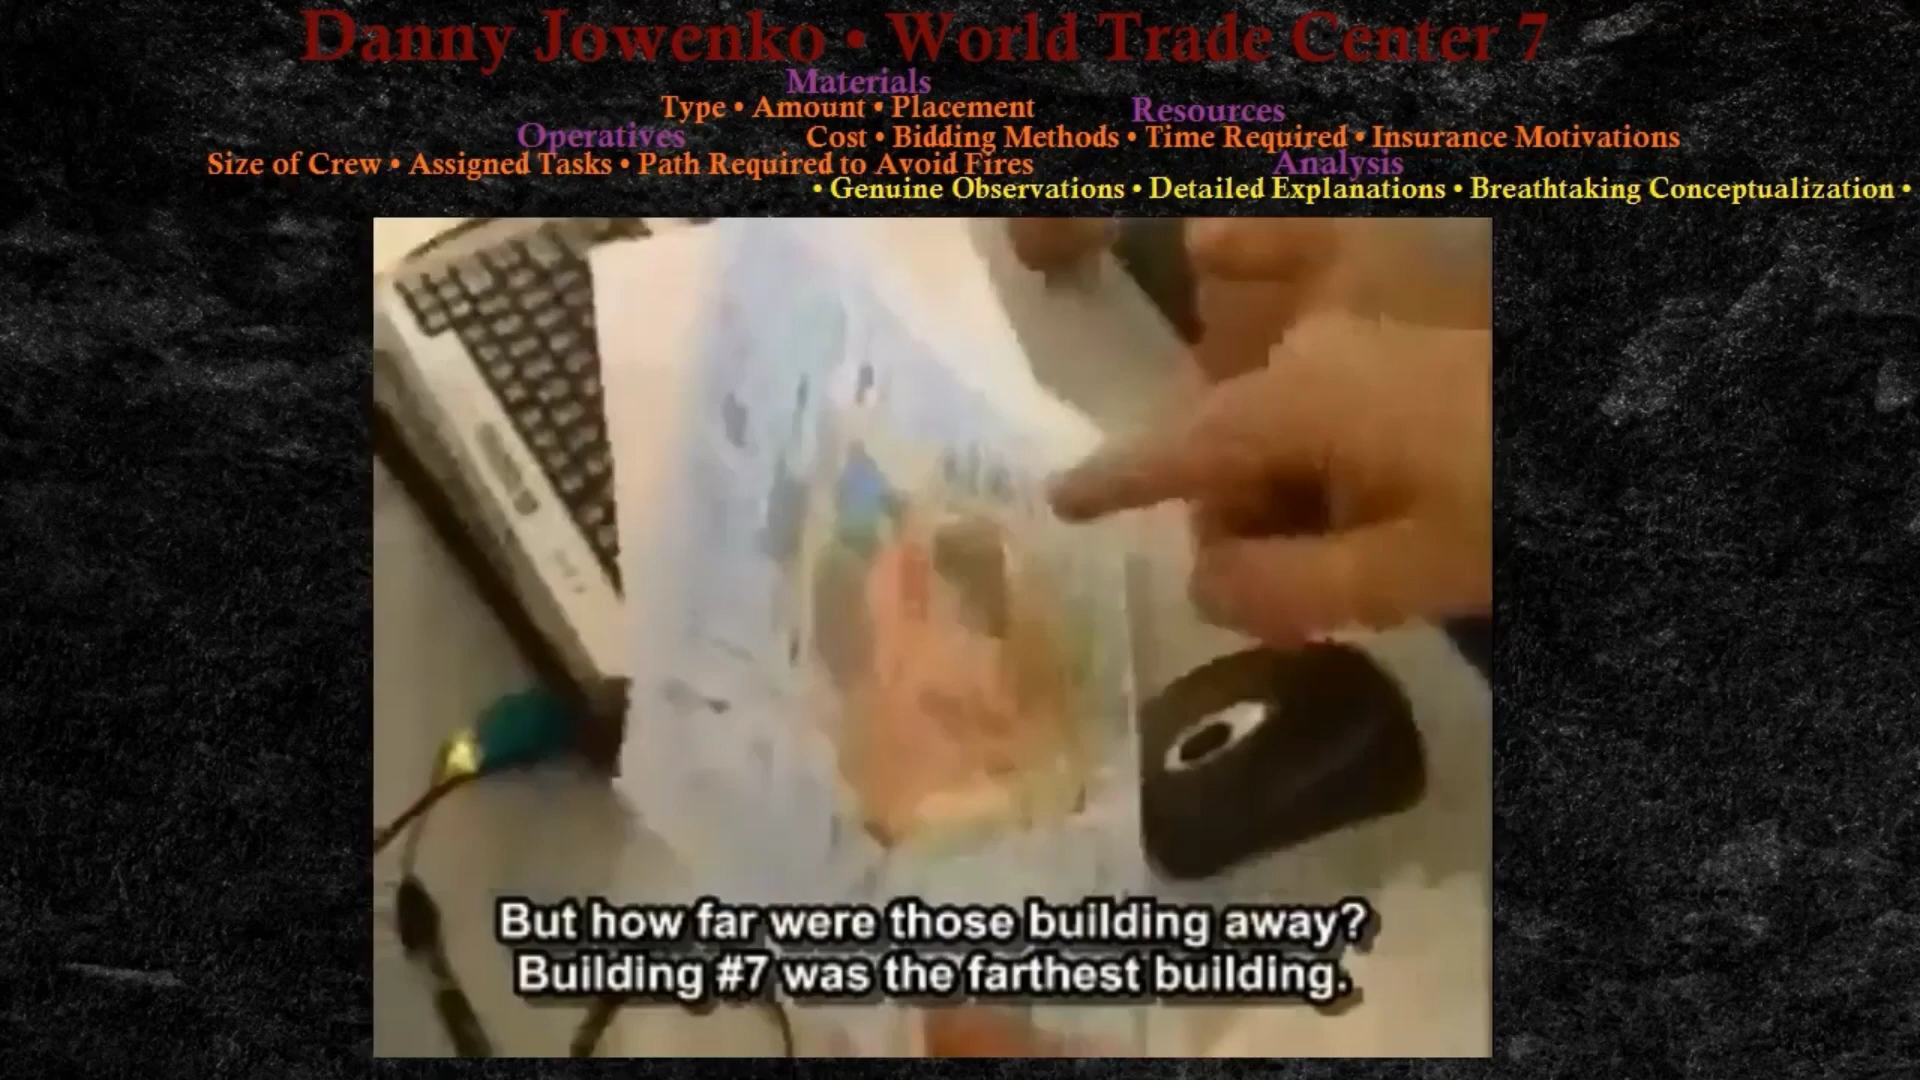 Danny Jowenko • World Trade Center 7
Materials
Type • Amount • Placement
Resources
Operatives
Cost • Bidding Methods • Time Required • Insurance Motivations
Size of Crew • Assigned Tasks • Path Required to Avoid Fires
Analysis
• Genuine Observations • Detailed Explanations • Breathtaking Conceptualization •
But how far were those building away?
Building #7 was the farthest building.